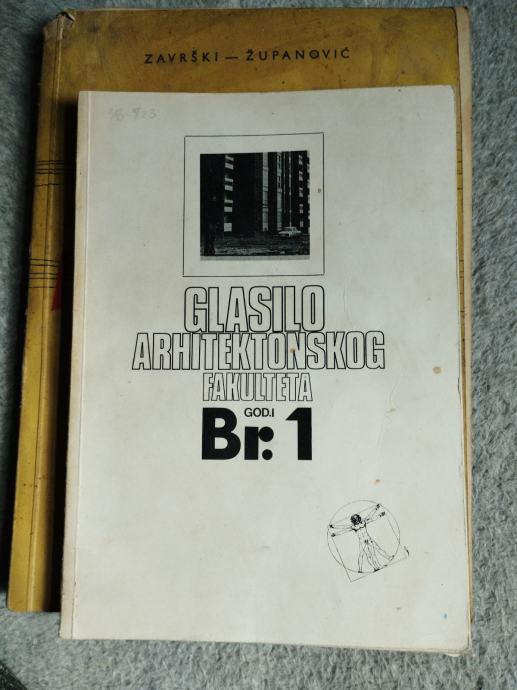 ZAVRŠKI — ŽUPANOVIĆ
GLASILO
ARHITEKTONSKOG
FAKULTETA
GOD.I
Br. 1